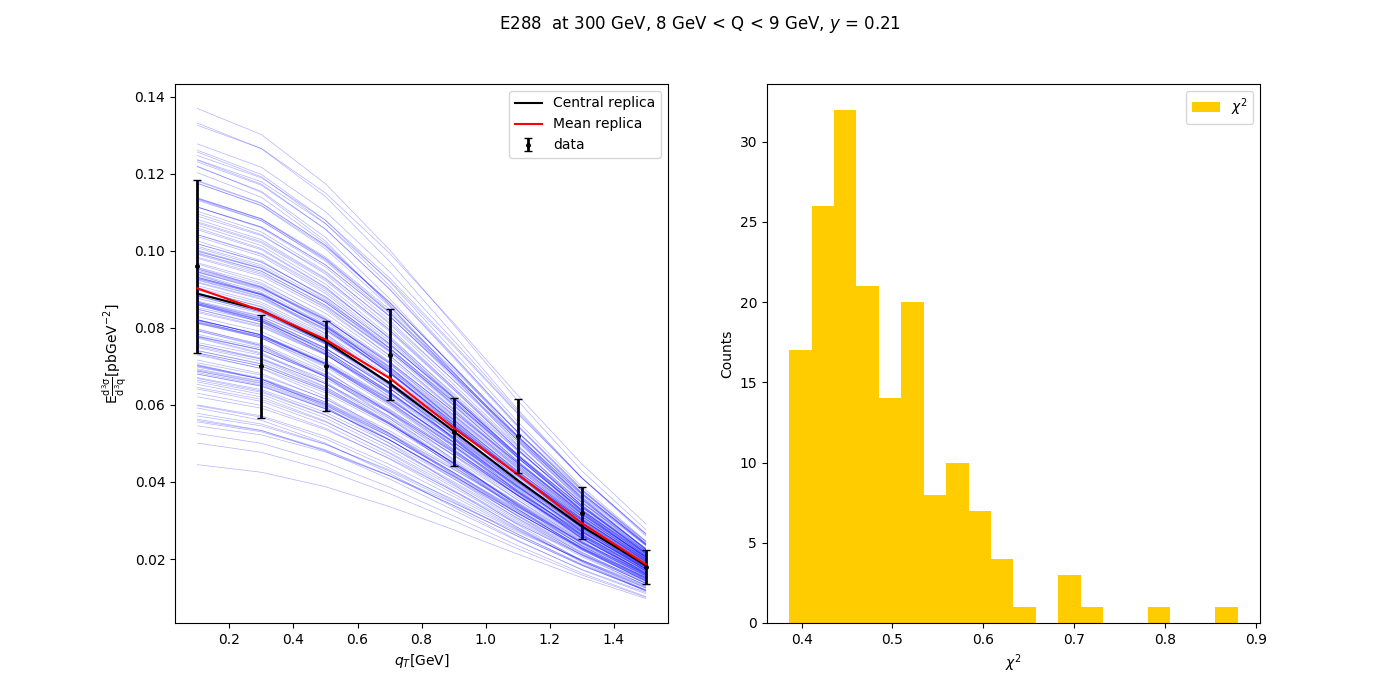 E288  at 300 GeV, 8 GeV < Q < 9 GeV, y = 0.21
0.14
0.12
0.10
0.08
0.06
0.04
0.02
E d³σ/d³q [pbGeV⁻²]
0.2 0.4 0.6 0.8 1.0 1.2 1.4
q_T[GeV]
Central replica
Mean replica
data
30
25
20
15
10
5
0
Counts
0.4 0.5 0.6 0.7 0.8 0.9
χ²
χ²